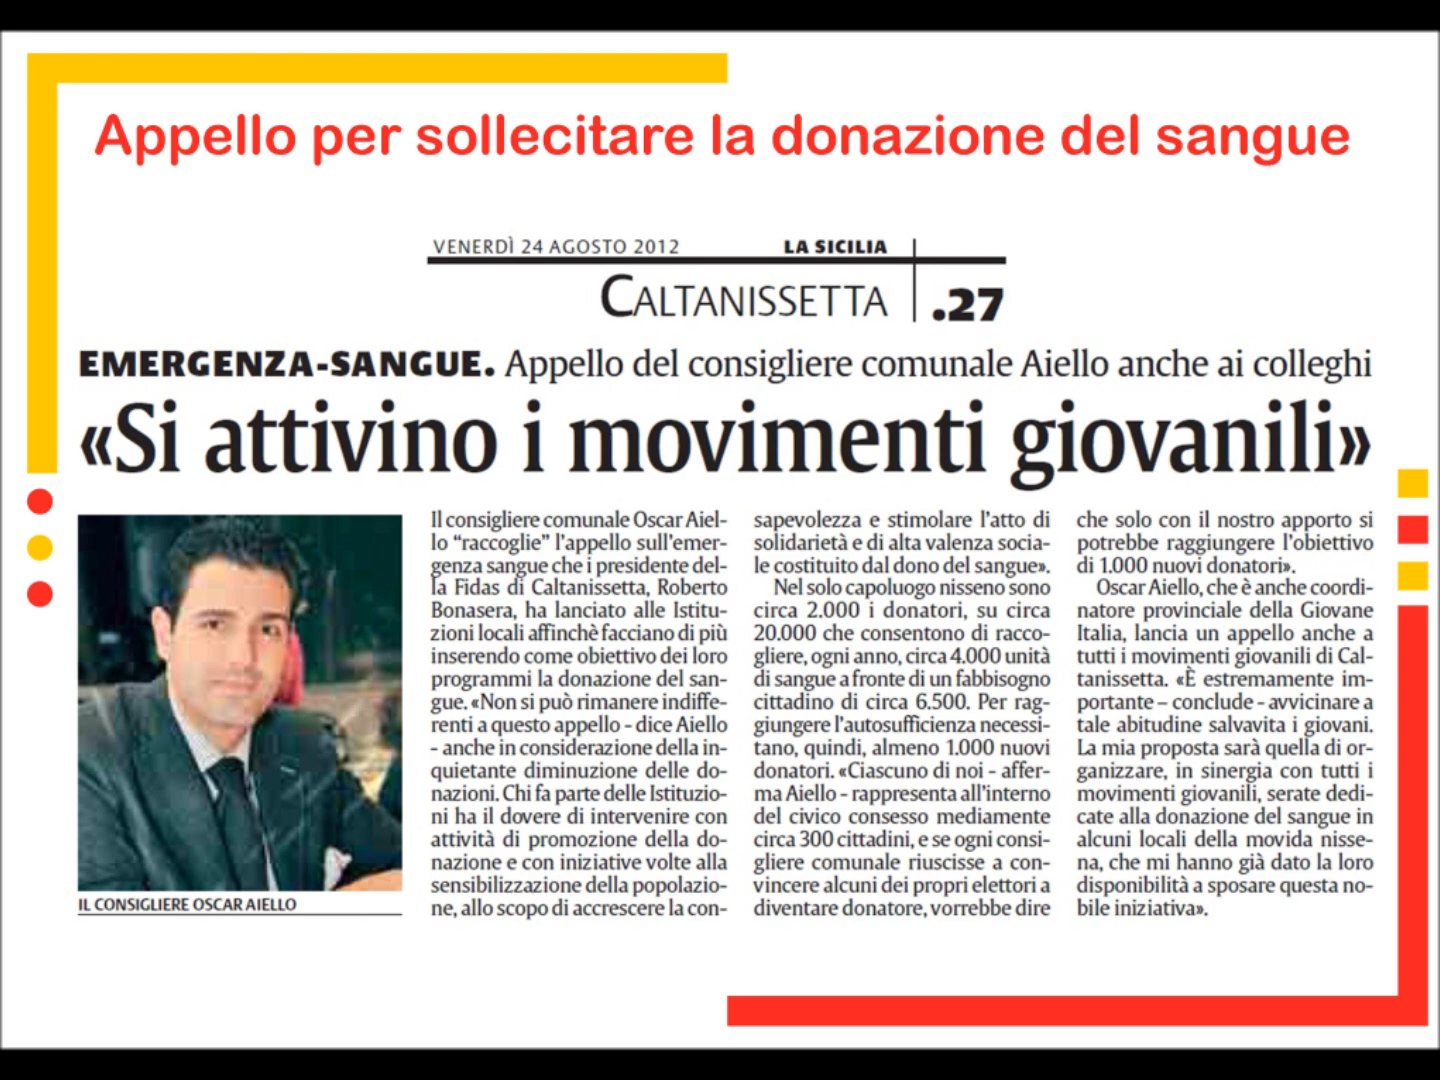 Appello per sollecitare la donazione del sangue
VENERDÌ 24 AGOSTO 2012 LA SICILIA
CALTANISSETTA .27
EMERGENZA-SANGUE. Appello del consigliere comunale Aiello anche ai colleghi
«Si attivino i movimenti giovanili»
IL CONSIGLIERE OSCAR AIELLO
Il consigliere comunale Oscar Aiel-
lo “raccoglie” l’appello sull’emer-
genza sangue che i presidente del-
la Fidas di Caltanissetta, Roberto
Bonasera, ha lanciato alle Istitu-
zioni locali affinchè facciano di più
inserendo come obiettivo dei loro
programmi la donazione del san-
gue. «Non si può rimanere indiffe-
renti a questo appello - dice Aiello
- anche in considerazione della in-
quietante diminuzione delle do-
nazioni. Chi fa parte delle Istituzio-
ni ha il dovere di intervenire con
attività di promozione della do-
nazione e con iniziative volte alla
sensibilizzazione della popolazio-
ne, allo scopo di accrescere la con-
sapevolezza e stimolare l’atto di
solidarietà e di alta valenza socia-
le costituito dal dono del sangue».
Nel solo capoluogo nisseno sono
circa 2.000 i donatori, su circa
20.000 che consentono di racco-
gliere, ogni anno, circa 4.000 unità
di sangue a fronte di un fabbisogno
cittadino di circa 6.500. Per rag-
giungere l’autosufficienza necessi-
tano, quindi, almeno 1.000 nuovi
donatori. «Ciascuno di noi - affer-
ma Aiello - rappresenta all’interno
del civico consesso mediamente
circa 300 cittadini, e se ogni consi-
gliere comunale riuscisse a con-
vincere alcuni dei propri elettori a
diventare donatore, vorrebbe dire
che solo con il nostro apporto si
potrebbe raggiungere l’obiettivo
di 1.000 nuovi donatori».
Oscar Aiello, che è anche coordi-
natore provinciale della Giovane
Italia, lancia un appello anche a
tutti i movimenti giovanili di Cal-
tanissetta. «È estremamente im-
portante – conclude - avvicinare a
tale abitudine salvavita i giovani.
La mia proposta sarà quella di or-
ganizzare, in sinergia con tutti i
movimenti giovanili, serate dedi-
cate alla donazione del sangue in
alcuni locali della movida nisse-
na, che mi hanno già dato la loro
disponibilità a sposare questa no-
bile iniziativa».